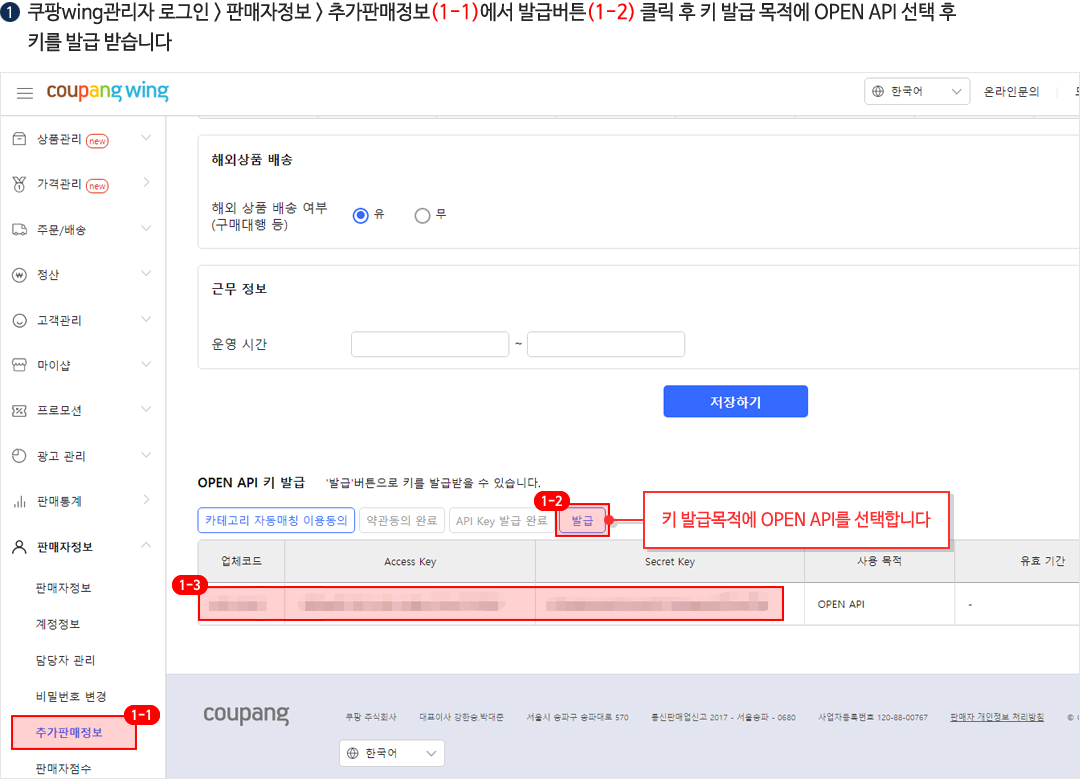 1 쿠팡wing관리자 로그인 > 판매자정보 > 추가판매정보(1-1)에서 발급버튼(1-2) 클릭 후 키 발급 목적에 OPEN API 선택 후
키를 발급 받습니다
coupang wing
한국어
온라인문의
상품관리 new
가격관리 new
주문/배송
정산
고객관리
마이샵
프로모션
광고 관리
판매통계
판매자정보
판매자정보
계정정보
담당자 관리
비밀번호 변경
1-1
추가판매정보
판매자점수
해외상품 배송
해외 상품 배송 여부
(구매대행 등)
유
무
근무 정보
운영 시간
~
저장하기
OPEN API 키 발급
'발급'버튼으로 키를 발급받을 수 있습니다.
1-2
카테고리 자동매칭 이용동의
약관동의 완료
API Key 발급 완료
발급
키 발급목적에 OPEN API를 선택합니다
업체코드
Access Key
Secret Key
사용 목적
유효 기간
1-3
OPEN API
-
coupang
쿠팡 주식회사
대표이사 강한승,박대준
서울시 송파구 송파대로 570
통신판매업신고 2017 - 서울송파 - 0680
사업자등록번호 120-88-00767
판매자 개인정보 처리방침
©
한국어